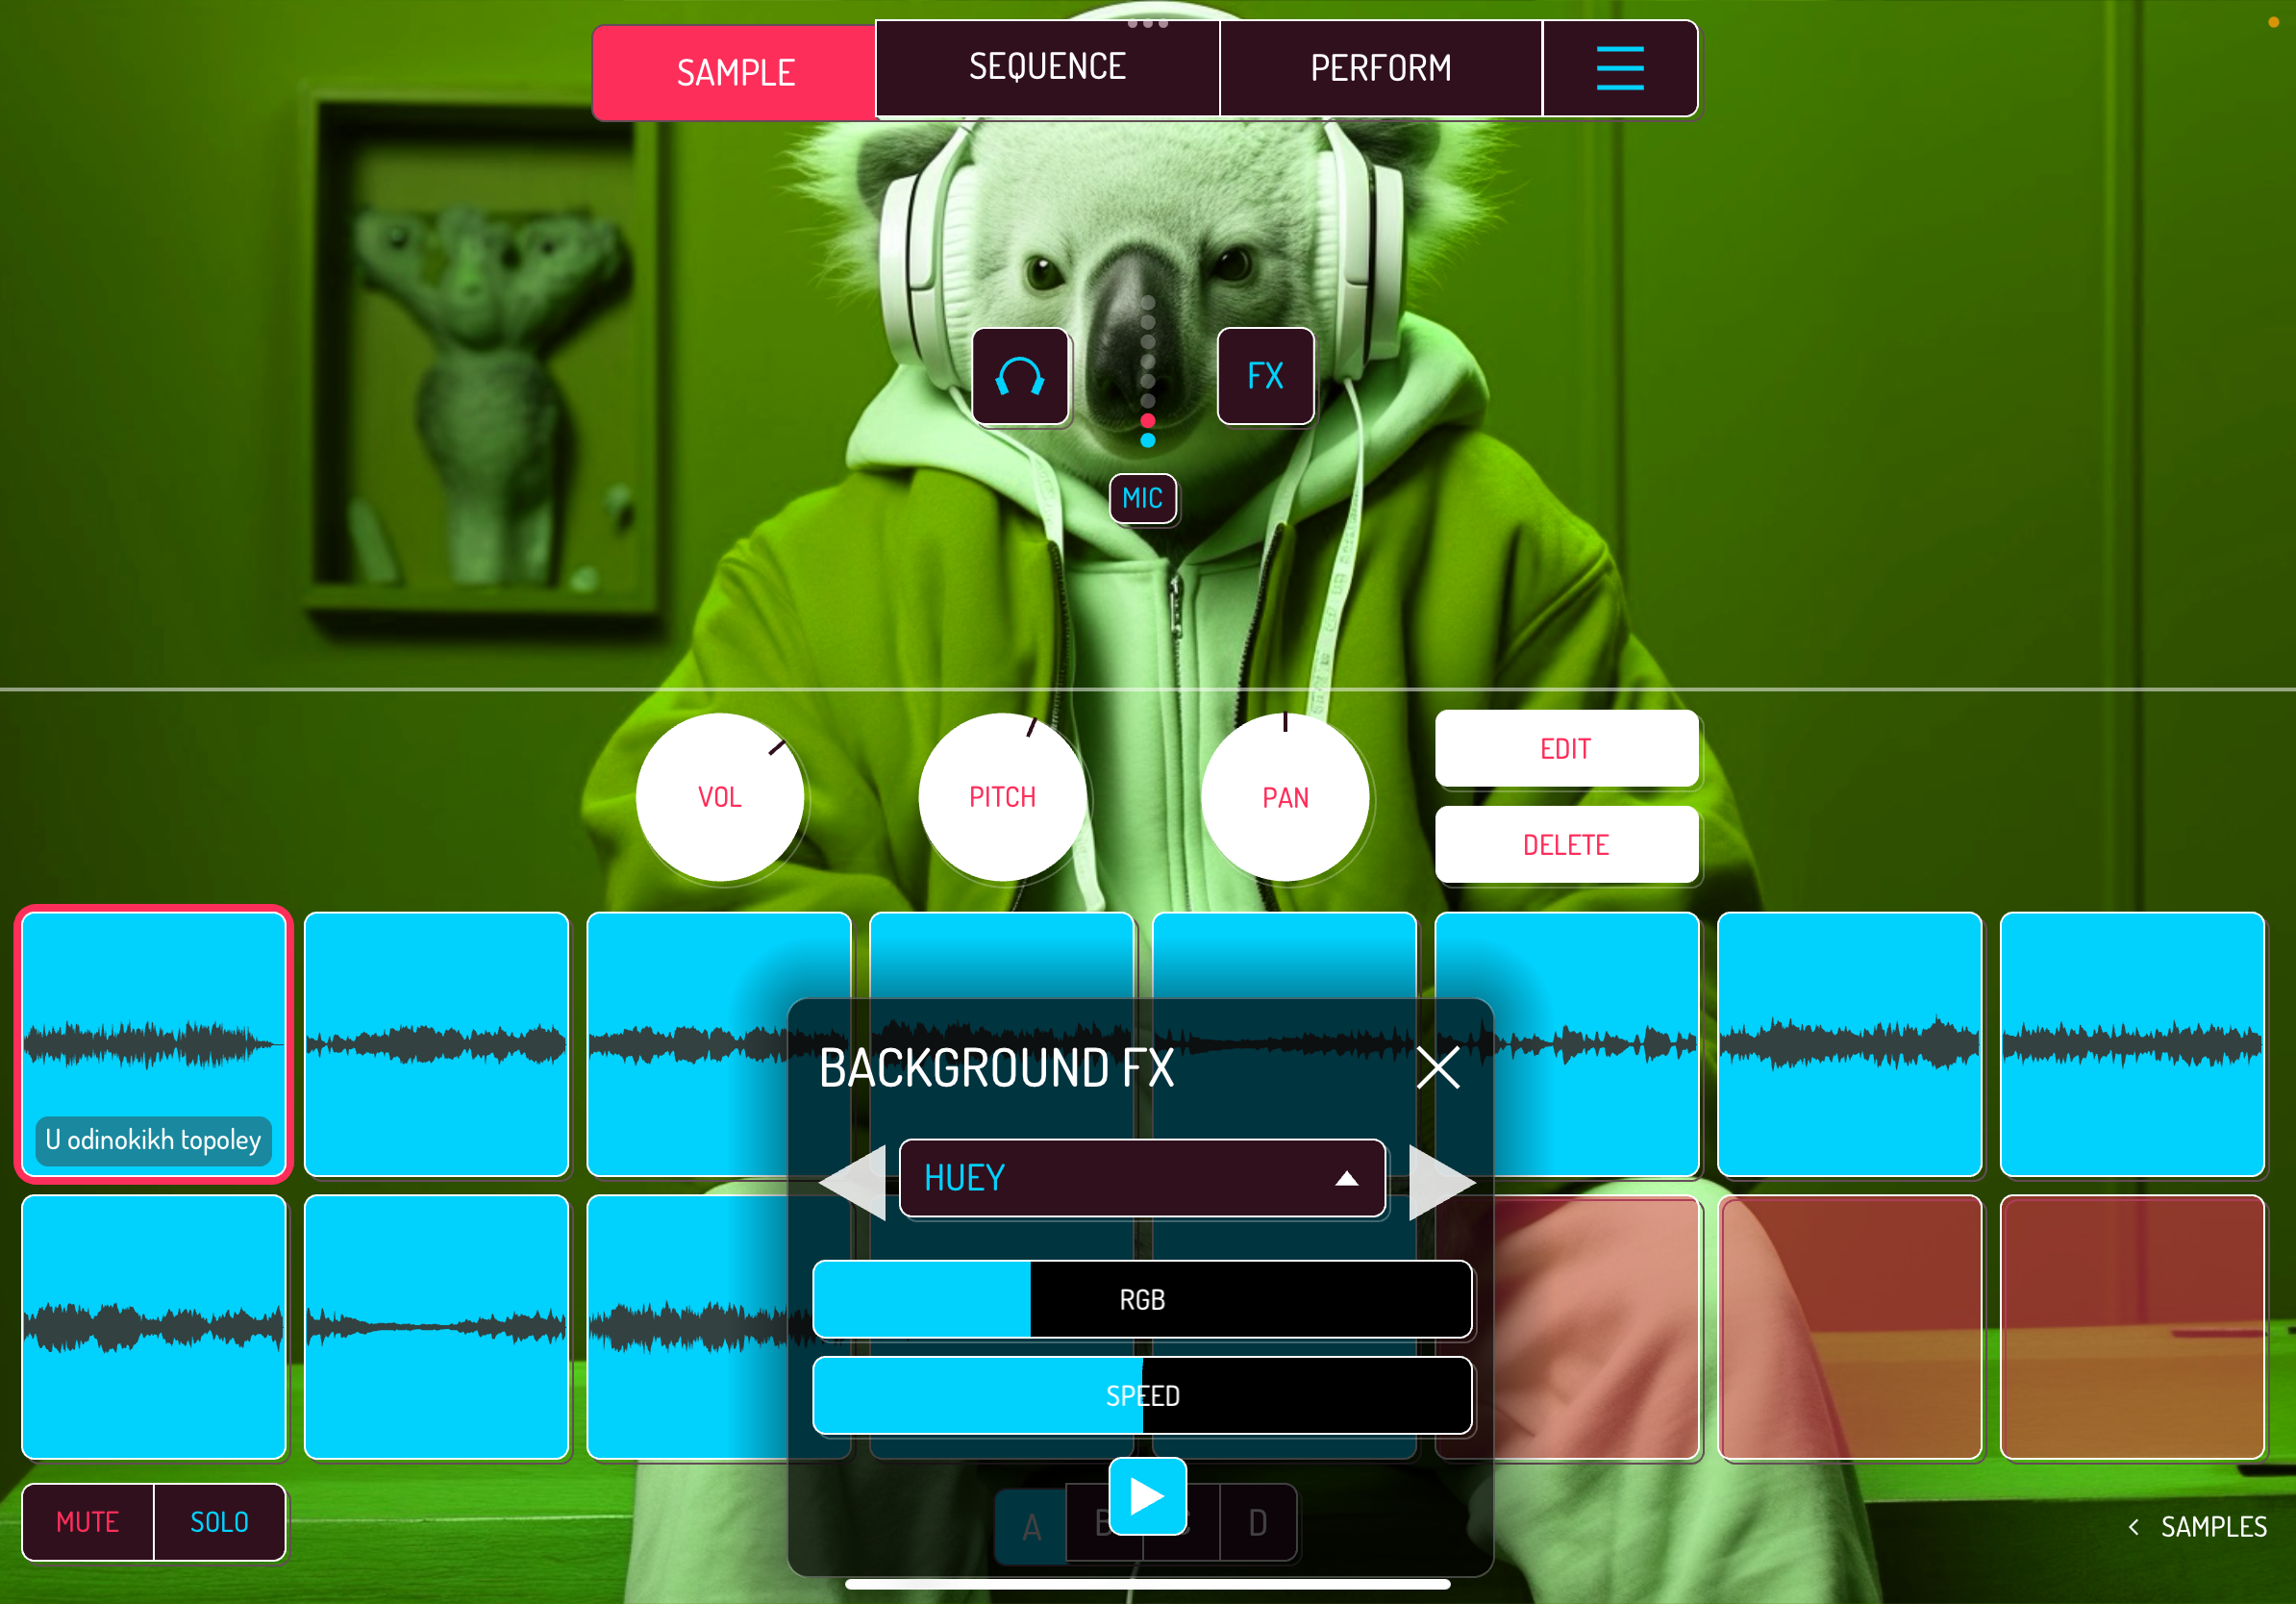 SAMPLE
SEQUENCE
PERFORM
FX
MIC
VOL
PITCH
PAN
EDIT
DELETE
U odinokikh topoley
BACKGROUND FX
HUEY
RGB
SPEED
MUTE
SOLO
A
B
C
D
SAMPLES